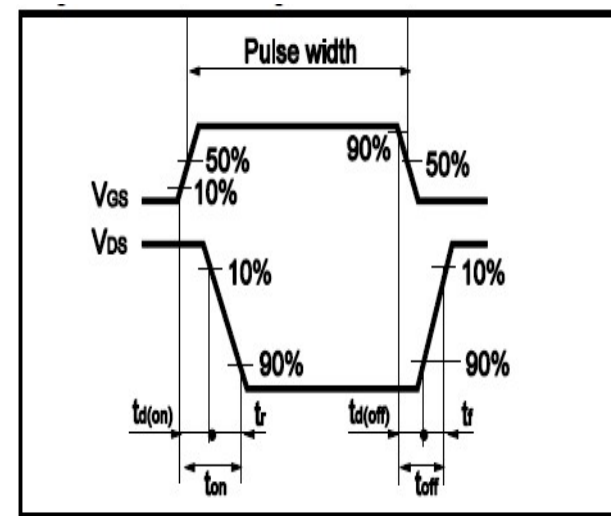 Pulse width
90%
50% 50%
10%
VGS
VDS
10% 10%
90% 90%
td(on) tr td(off) tf
ton toff